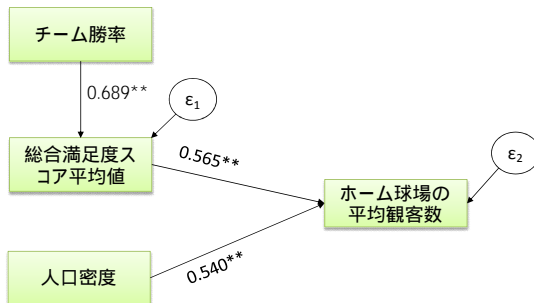 チーム勝率
0.689**
ε1
総合満足度ス
コア平均値
0.565**
ε2
ホーム球場の
平均観客数
人口密度
0.540**